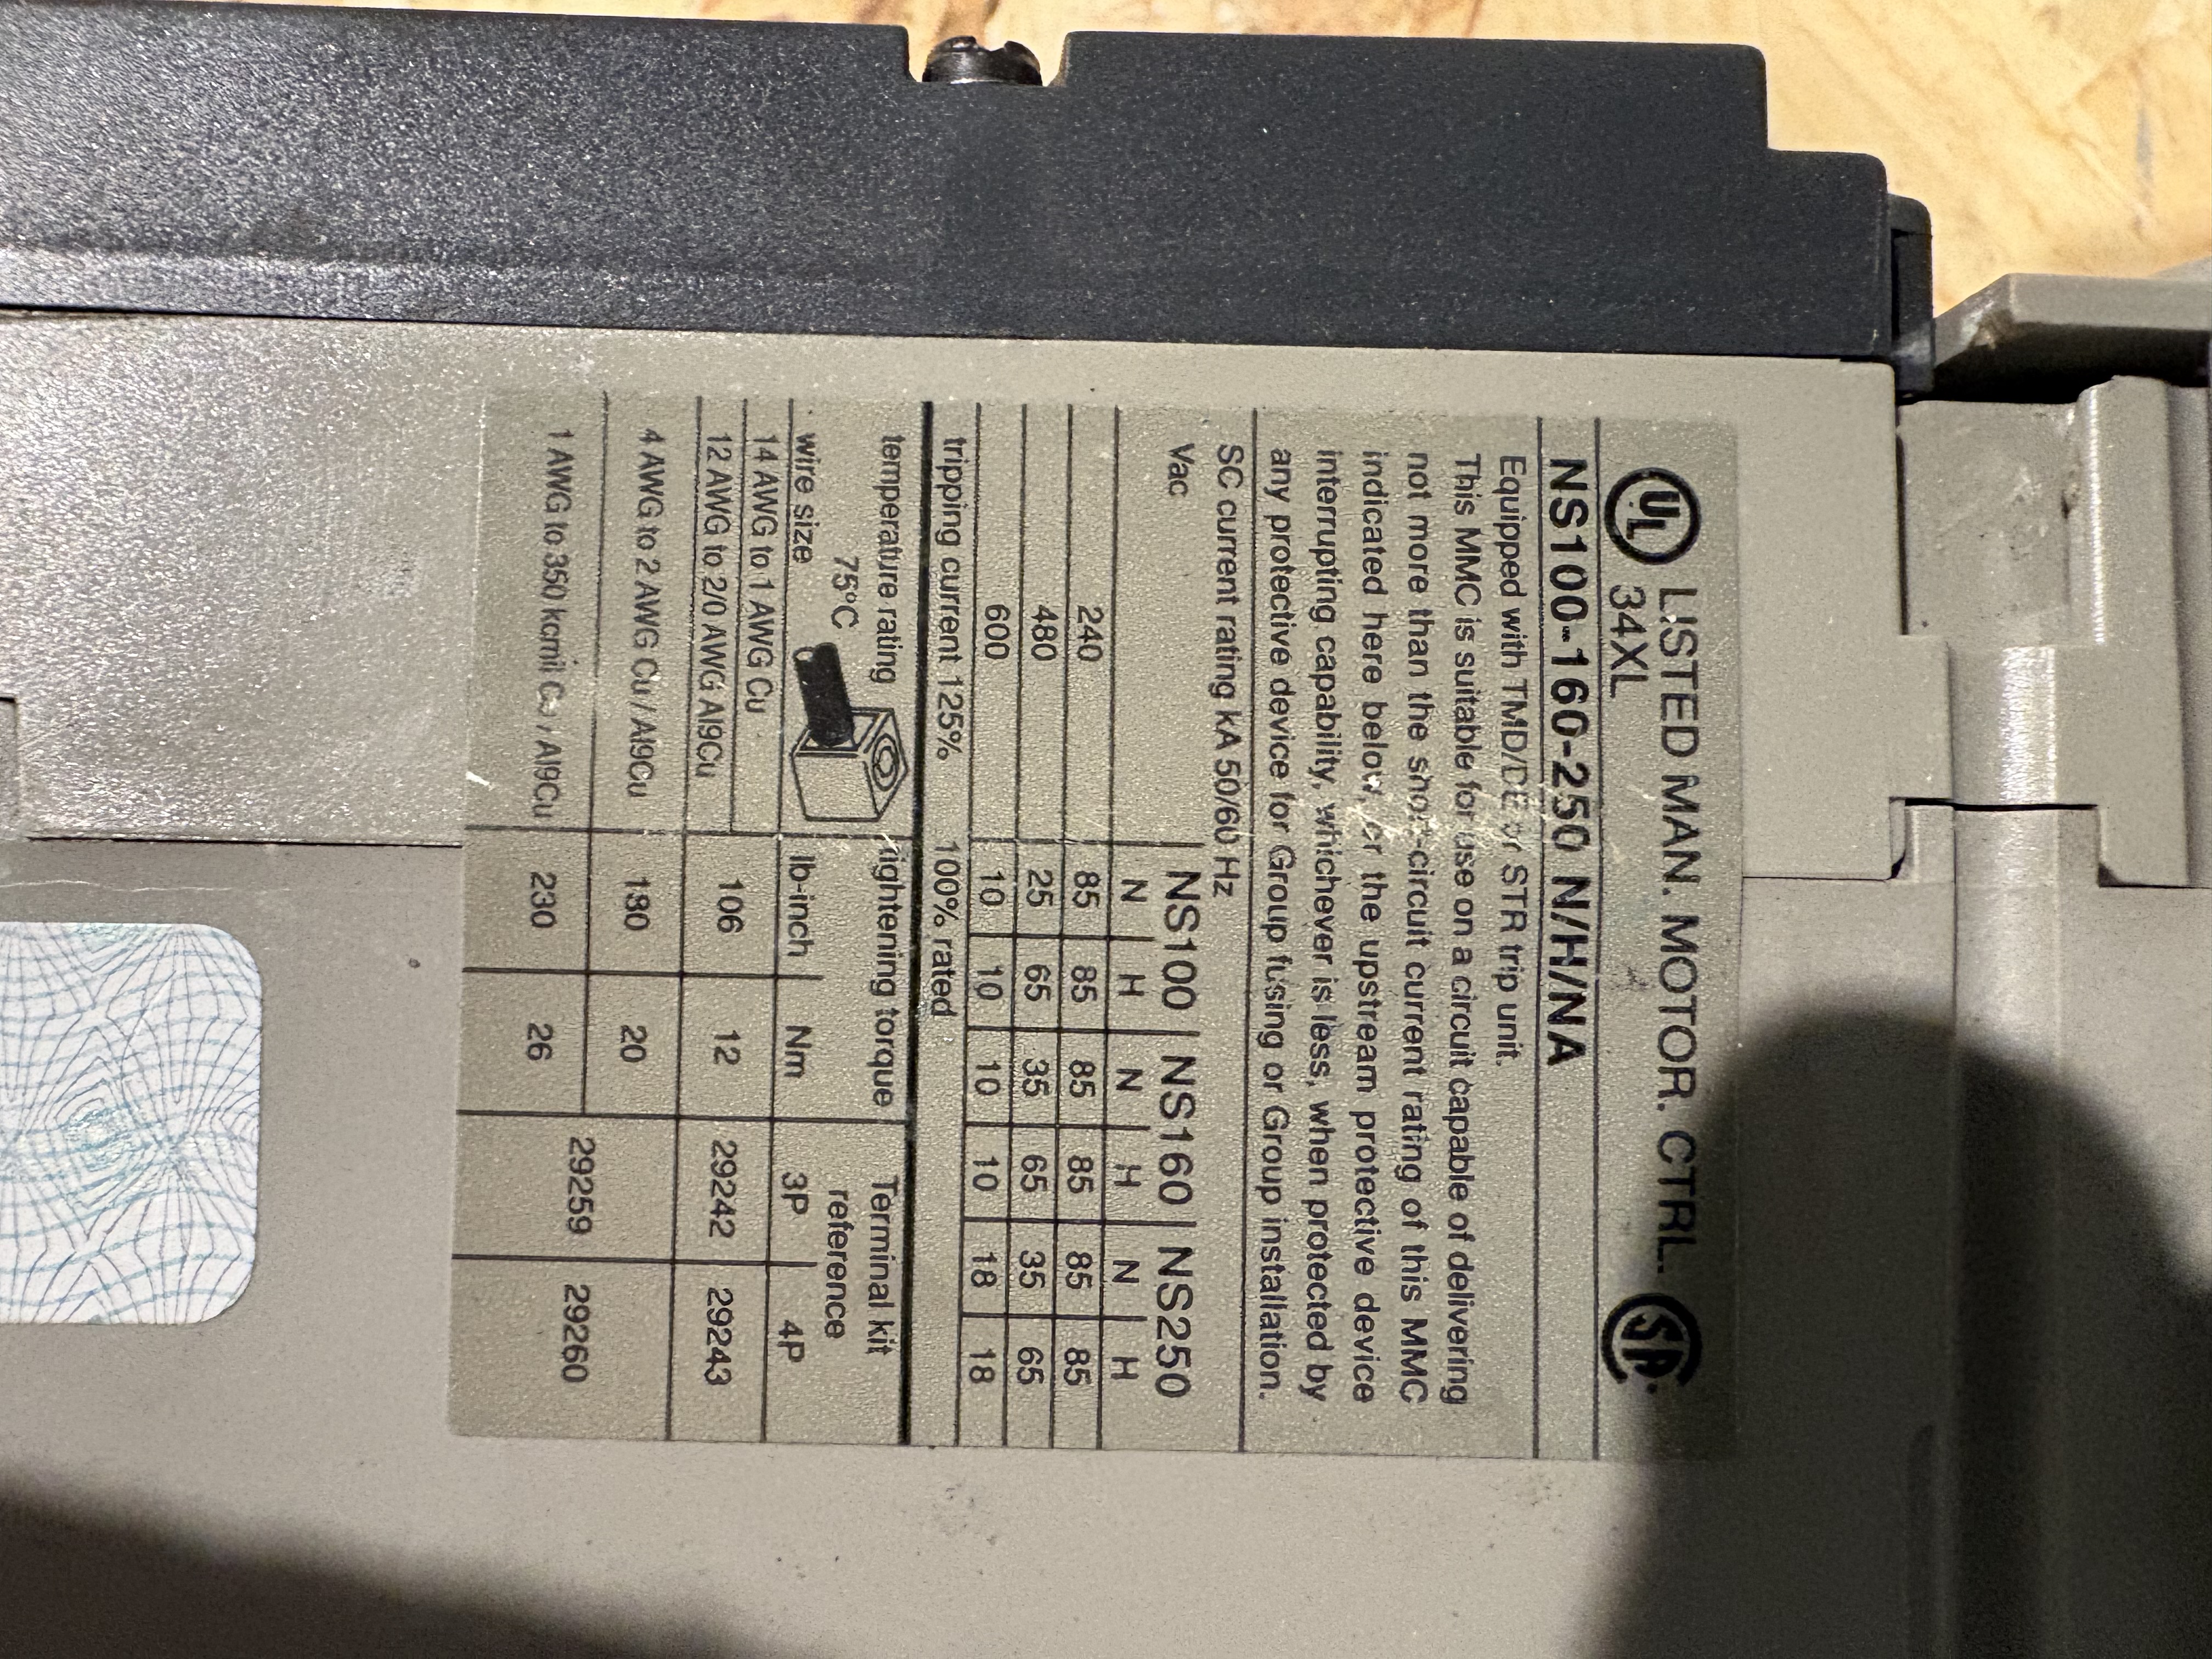 UL LISTED MAN. MOTOR. CTRL. SA
34XL
NS100-160-250 N/H/NA
Equipped with TMD/DE or STR trip unit.
This MMC is suitable for use on a circuit capable of delivering
not more than the short-circuit current rating of this MMC
indicated here below, or the upstream protective device
interrupting capability, whichever is less, when protected by
any protective device for Group fusing or Group installation.
SC current rating kA 50/60 Hz
Vac NS100 NS160 NS250
N H N H N H
240 85 85 85 85 85 85
480 25 65 35 65 35 65
600 10 10 10 10 18 18
tripping current 125% 100% rated
temperature rating tightening torque Terminal kit
75°C reference
wire size lb-inch Nm 3P 4P
14 AWG to 1 AWG Cu
12 AWG to 2/0 AWG Al9Cu 106 12 29242 29243
4 AWG to 2 AWG Cu / Al9Cu 180 20
1 AWG to 350 kcmil Cu / Al9Cu 230 26 29259 29260